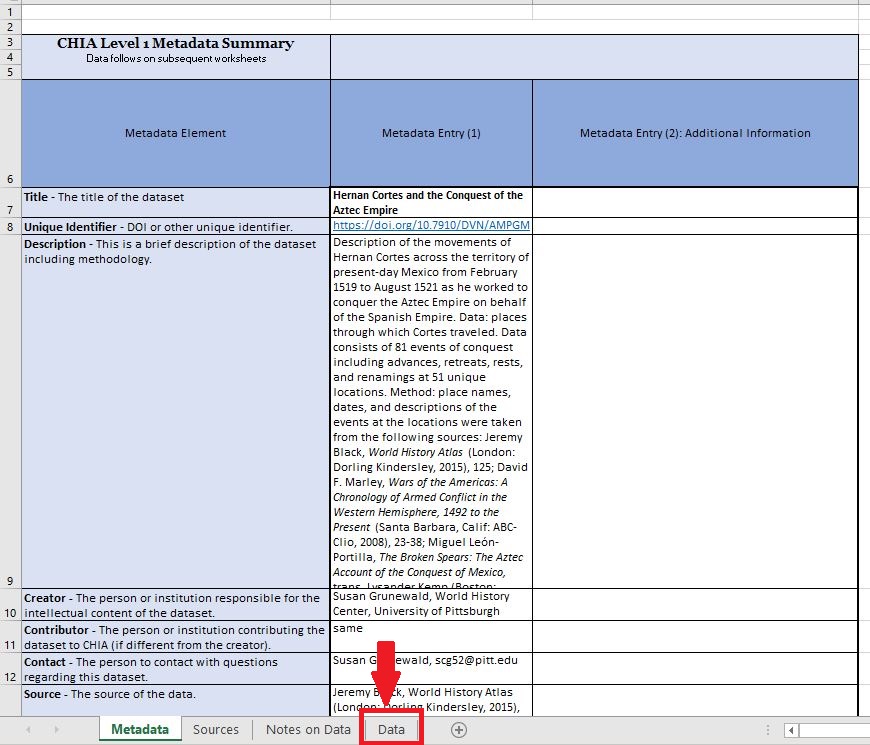 1
2
3
CHIA Level 1 Metadata Summary
4
Data follows on subsequent worksheets
5
Metadata Element
Metadata Entry (1)
Metadata Entry (2): Additional Information
6
Title - The title of the dataset
Hernan Cortes and the Conquest of the
Aztec Empire
7
8
Unique Identifier - DOI or other unique identifier.
https://doi.org/10.7910/DVN/AMPGM
Description - This is a brief description of the dataset
including methodology.
Description of the movements of
Hernan Cortes across the territory of
present-day Mexico from February
1519 to August 1521 as he worked to
conquer the Aztec Empire on behalf
of the Spanish Empire. Data: places
through which Cortes traveled. Data
consists of 81 events of conquest
including advances, retreats, rests,
and renamings at 51 unique
locations. Method: place names,
dates, and descriptions of the
events at the locations were taken
from the following sources: Jeremy
Black, World History Atlas (London:
Dorling Kindersley, 2015), 125; David
F. Marley, Wars of the Americas: A
Chronology of Armed Conflict in the
Western Hemisphere, 1492 to the
Present (Santa Barbara, Calif: ABC-
Clio, 2008), 23-38; Miguel León-
Portilla, The Broken Spears: The Aztec
Account of the Conquest of Mexico,
trans. Lysander Kemp (Boston:
9
Creator - The person or institution responsible for the
intellectual content of the dataset.
Susan Grunewald, World History
Center, University of Pittsburgh
10
Contributor - The person or institution contributing the
dataset to CHIA (if different from the creator).
same
11
Contact - The person to contact with questions
regarding this dataset.
Susan Grunewald, scg52@pitt.edu
12
Source - The source of the data.
Jeremy Black, World History Atlas
(London: Dorling Kindersley, 2015),
Metadata
Sources
Notes on Data
Data